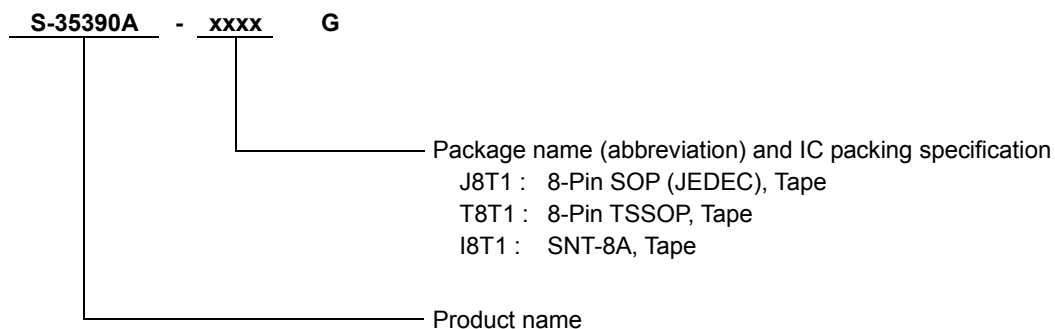 S-35390A - xxxx G
Package name (abbreviation) and IC packing specification
J8T1 : 8-Pin SOP (JEDEC), Tape
T8T1 : 8-Pin TSSOP, Tape
I8T1 : SNT-8A, Tape
Product name